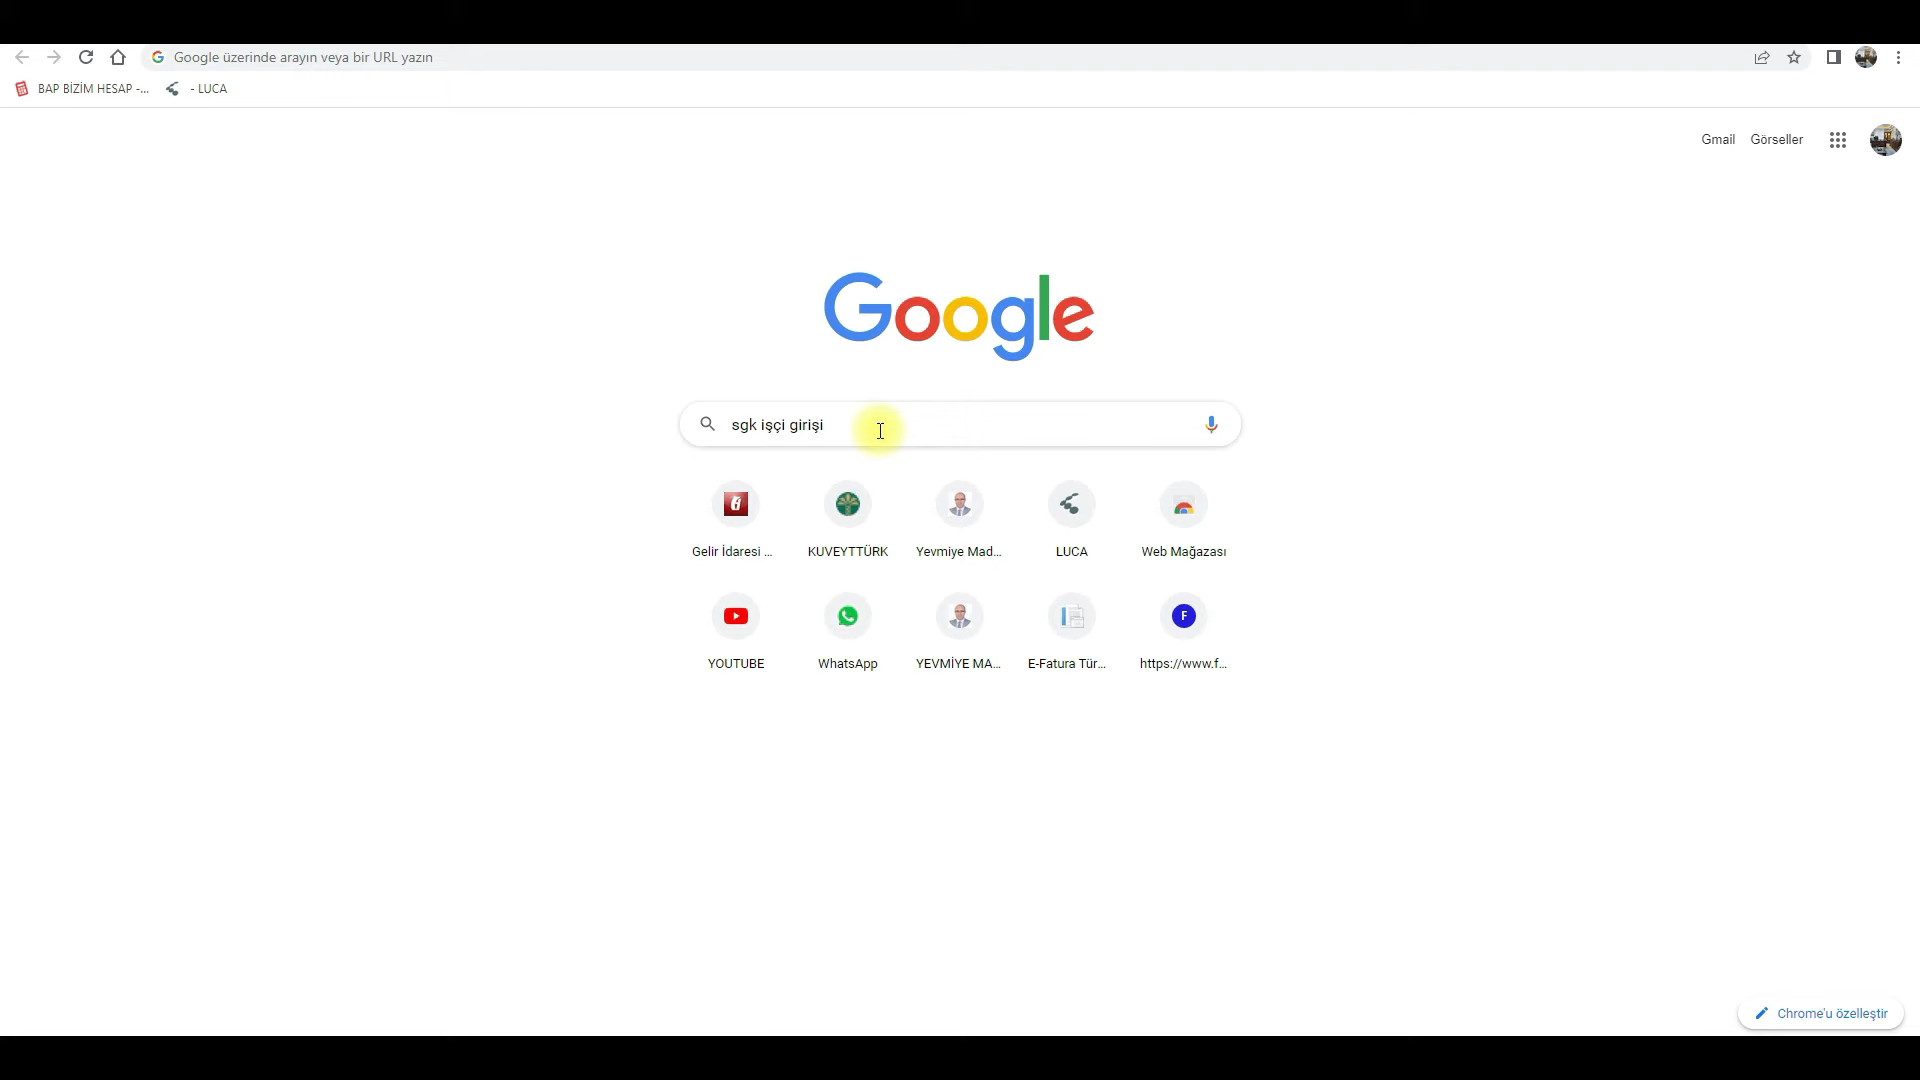 Google üzerinde arayın veya bir URL yazın
BAP BİZİM HESAP -... - LUCA
Gmail Görseller
Google
sgk işçi girişi
Gelir İdaresi ... KUVEYTTÜRK Yevmiye Mad... LUCA Web Mağazası
F
YOUTUBE WhatsApp YEVMİYE MA... E-Fatura Tür... https://www.f...
Chrome'u özelleştir